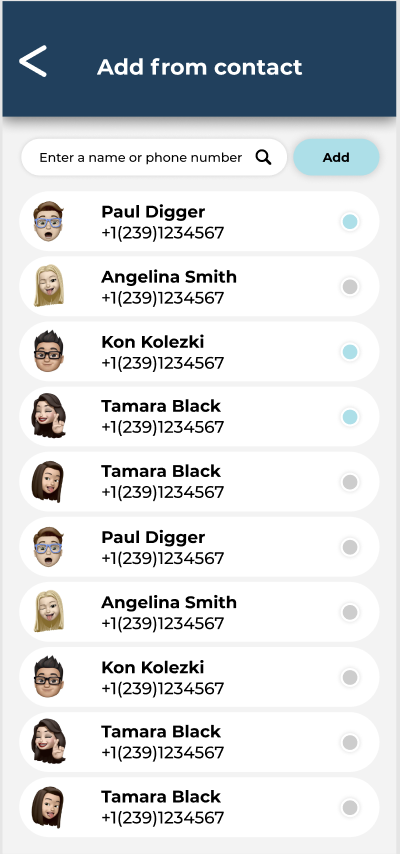 Add from contact
Enter a name or phone number
Add
Paul Digger
+1(239)1234567
Angelina Smith
+1(239)1234567
Kon Kolezki
+1(239)1234567
Tamara Black
+1(239)1234567
Tamara Black
+1(239)1234567
Paul Digger
+1(239)1234567
Angelina Smith
+1(239)1234567
Kon Kolezki
+1(239)1234567
Tamara Black
+1(239)1234567
Tamara Black
+1(239)1234567